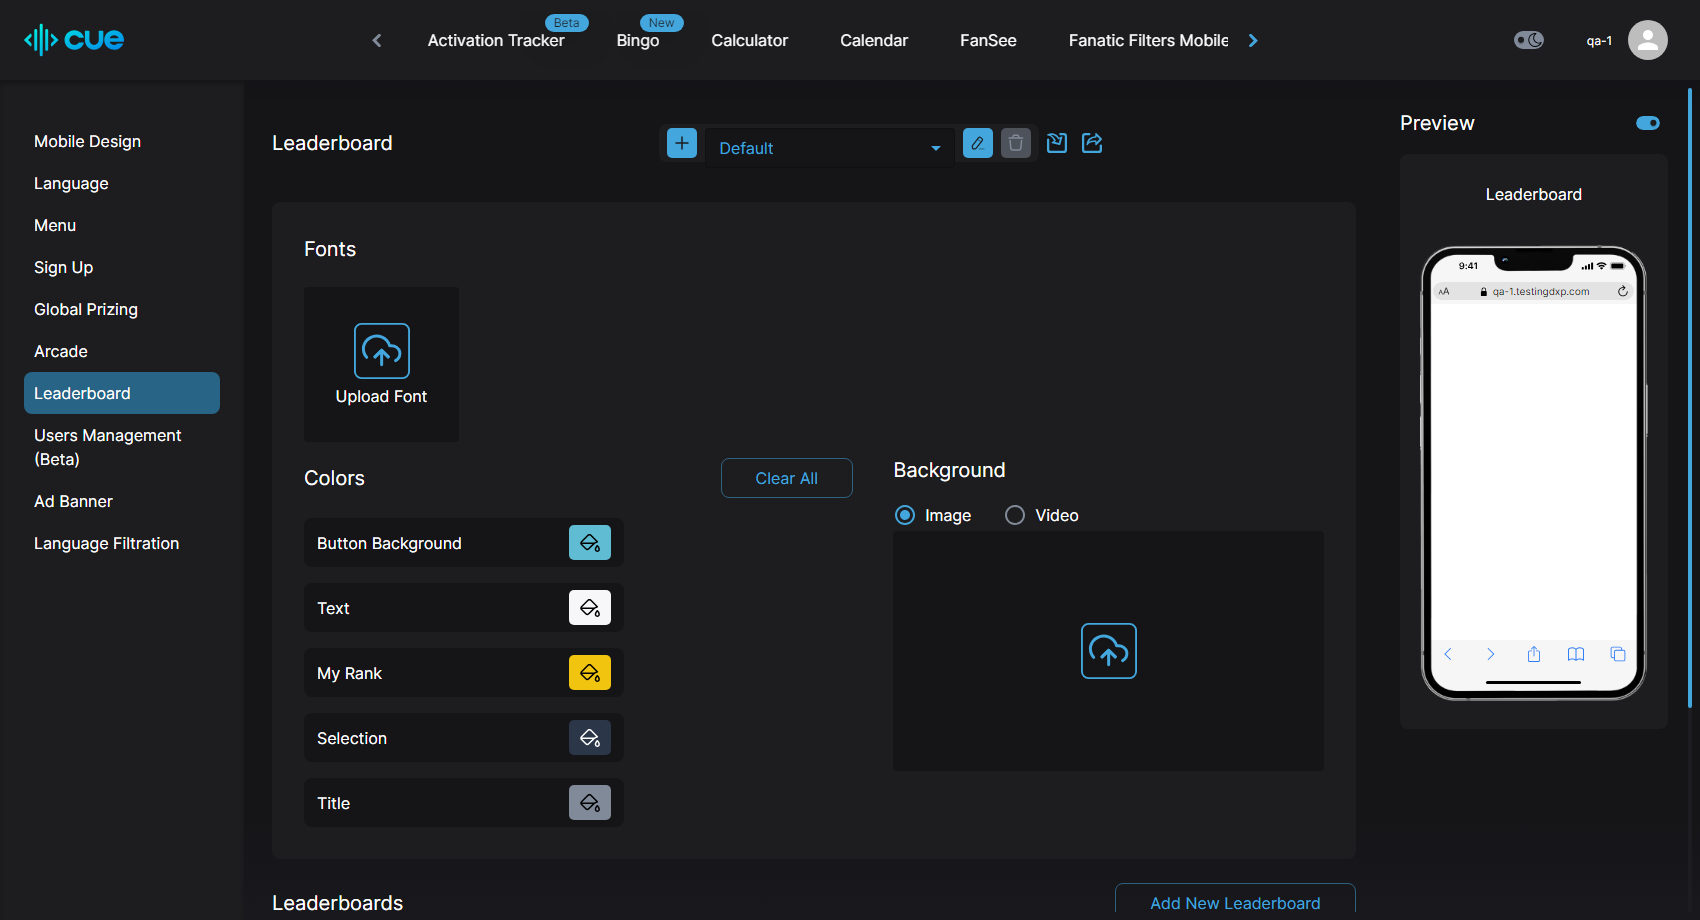 cue
Activation Tracker
Beta
Bingo
New
Calculator
Calendar
FanSee
Fanatic Filters Mobile
qa-1
Mobile Design
Language
Menu
Sign Up
Global Prizing
Arcade
Leaderboard
Users Management
(Beta)
Ad Banner
Language Filtration
Leaderboard
Default
Fonts
Upload Font
Colors
Clear All
Button Background
Text
My Rank
Selection
Title
Background
Image
Video
Leaderboards
Add New Leaderboard
Preview
Leaderboard
9:41
AA
qa-1.testingdxp.com